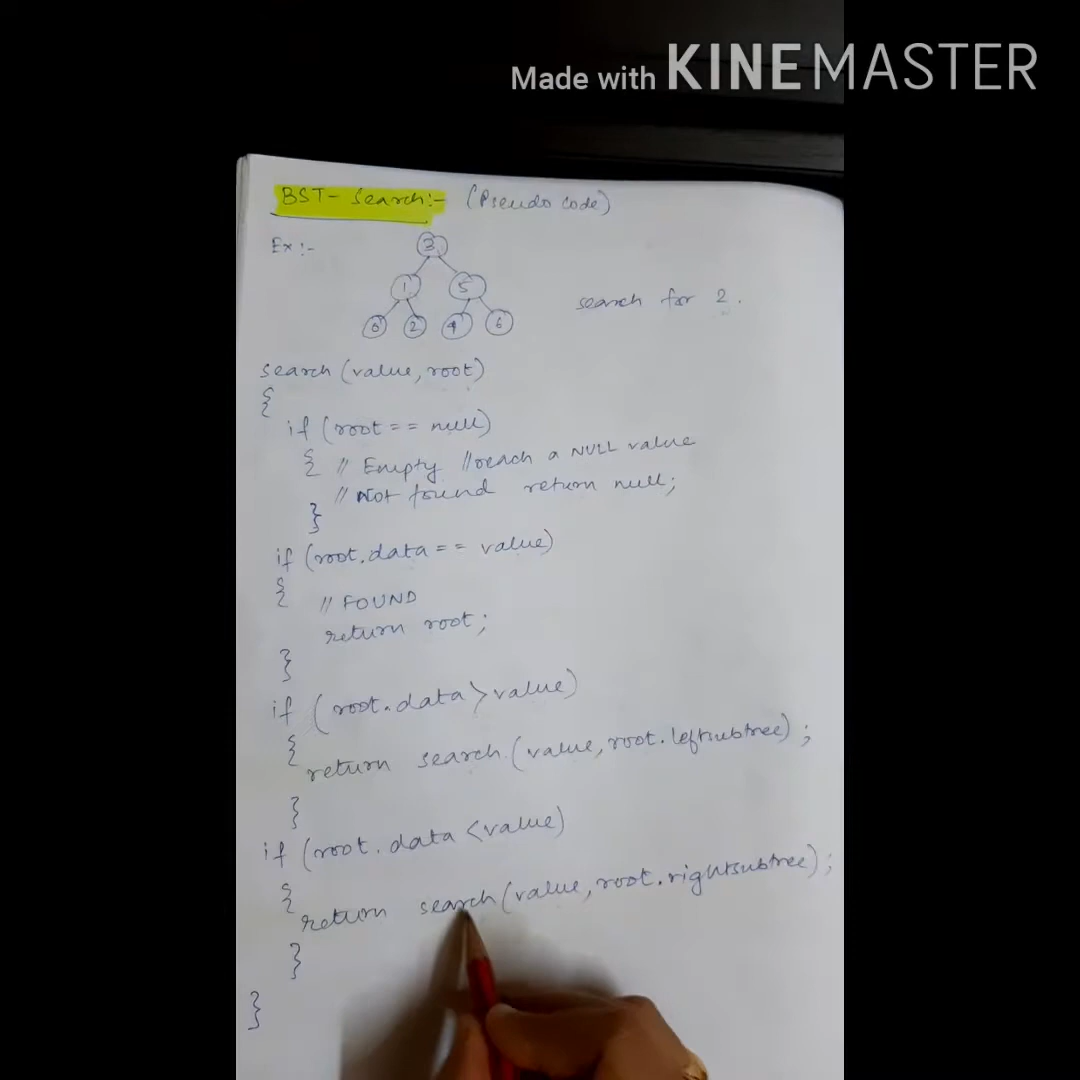 Made with KINEMASTER
BST- Search:- (Pseudo code)
Ex:-
3
1 5
0 2 4 6
search for 2.
search (value, root)
{
if (root == null)
{ // Empty //reach a NULL value
// Not found return null;
}
if (root.data == value)
{ // FOUND
return root;
}
if (root.data > value)
{
return search (value, root.leftsubtree);
}
if (root.data < value)
{
return search (value, root.rightsubtree);
}
}